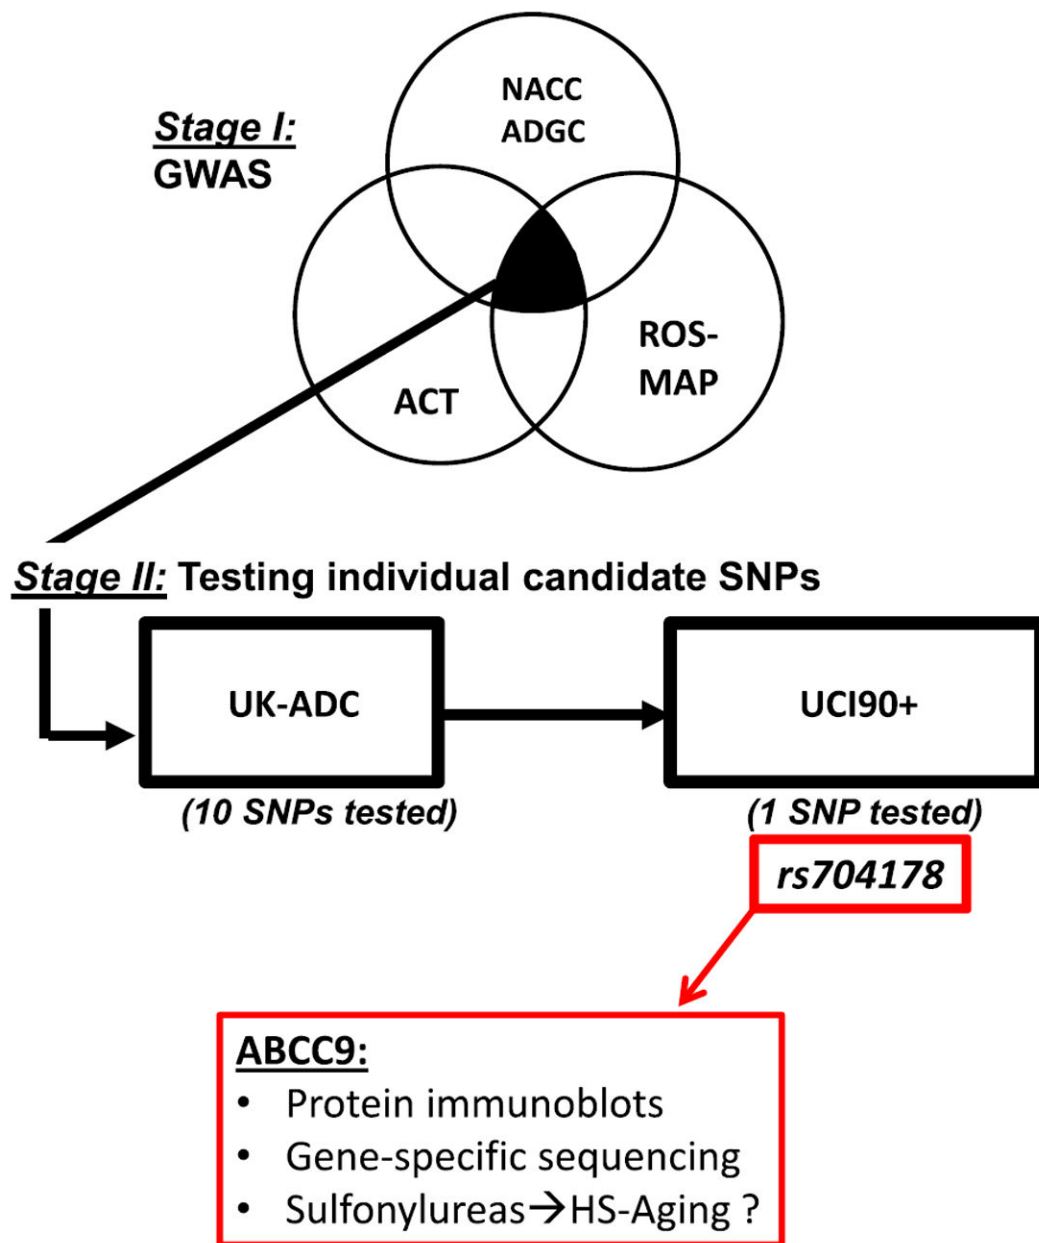 NACC
ADGC
Stage I:
GWAS
ROS-
MAP
ACT
Stage II: Testing individual candidate SNPs
UK-ADC
UCI90+
(10 SNPs tested)
(1 SNP tested)
rs704178
ABCC9:
• Protein immunoblots
• Gene-specific sequencing
• Sulfonylureas→HS-Aging ?